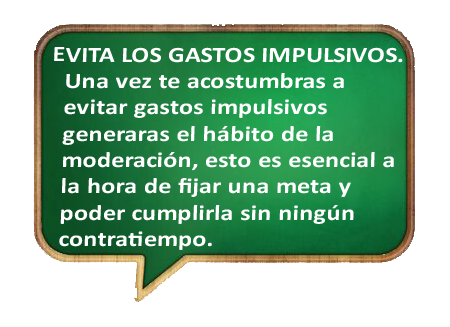 EVITA LOS GASTOS IMPULSIVOS.
Una vez te acostumbras a
evitar gastos impulsivos
generaras el hábito de la
moderación, esto es esencial a
la hora de fijar una meta y
poder cumplirla sin ningún
contratiempo.